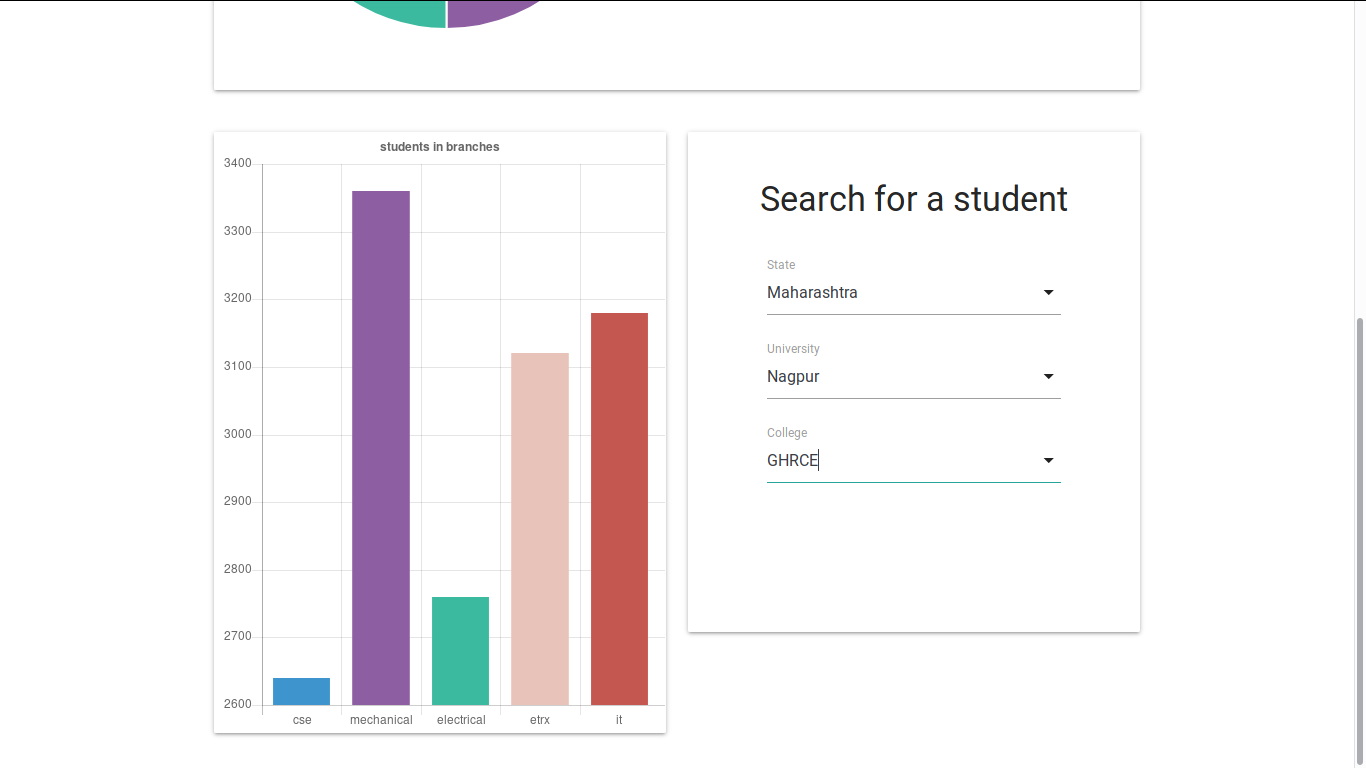 students in branches
3400
3300
3200
3100
3000
2900
2800
2700
2600
cse mechanical electrical etrx it
Search for a student
State
Maharashtra
University
Nagpur
College
GHRCE